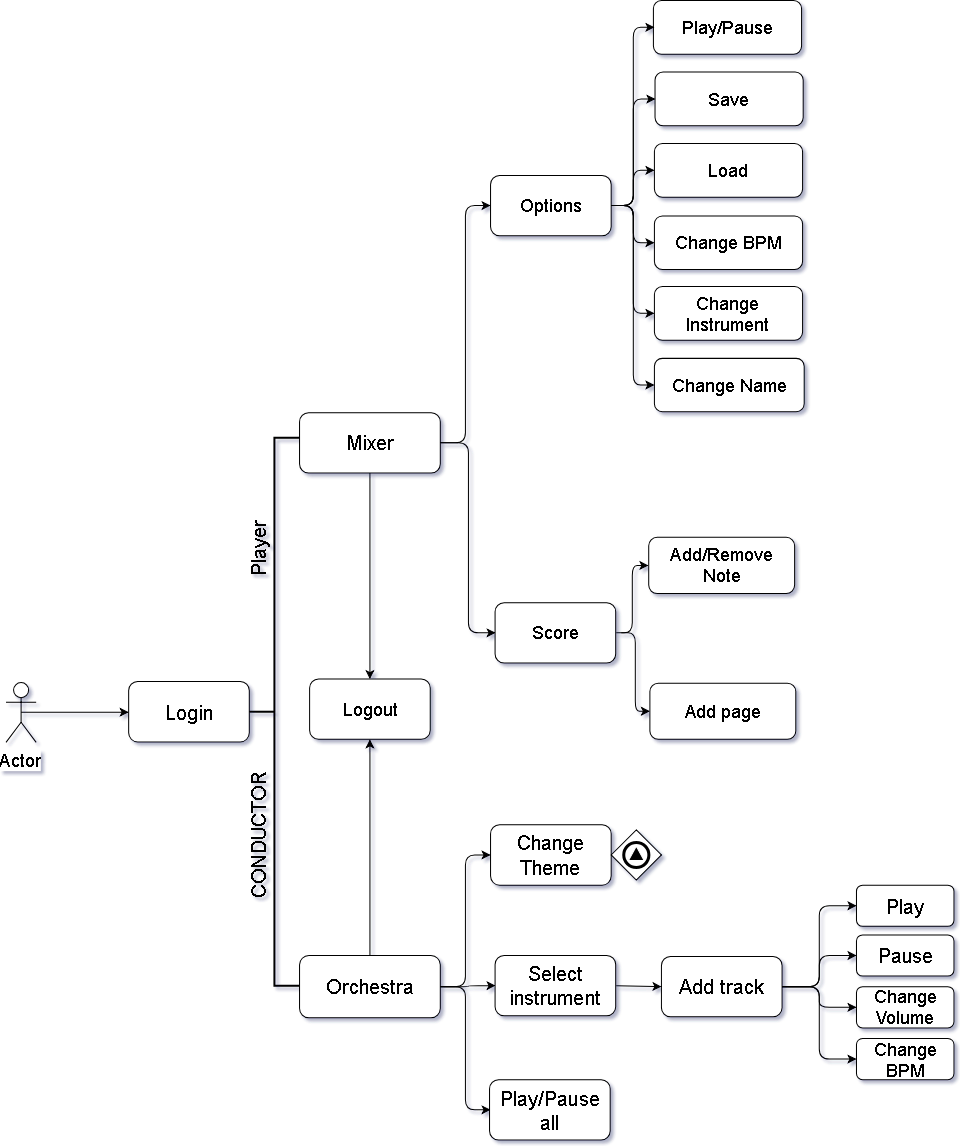 Play/Pause
Save
Load
Options
Change BPM
Change
Instrument
Change Name
Mixer
Player
Add/Remove
Note
Score
Add page
Login
Logout
Actor
CONDUCTOR
Change
Theme
Play
Pause
Orchestra
Select
instrument
Add track
Change
Volume
Change
BPM
Play/Pause
all